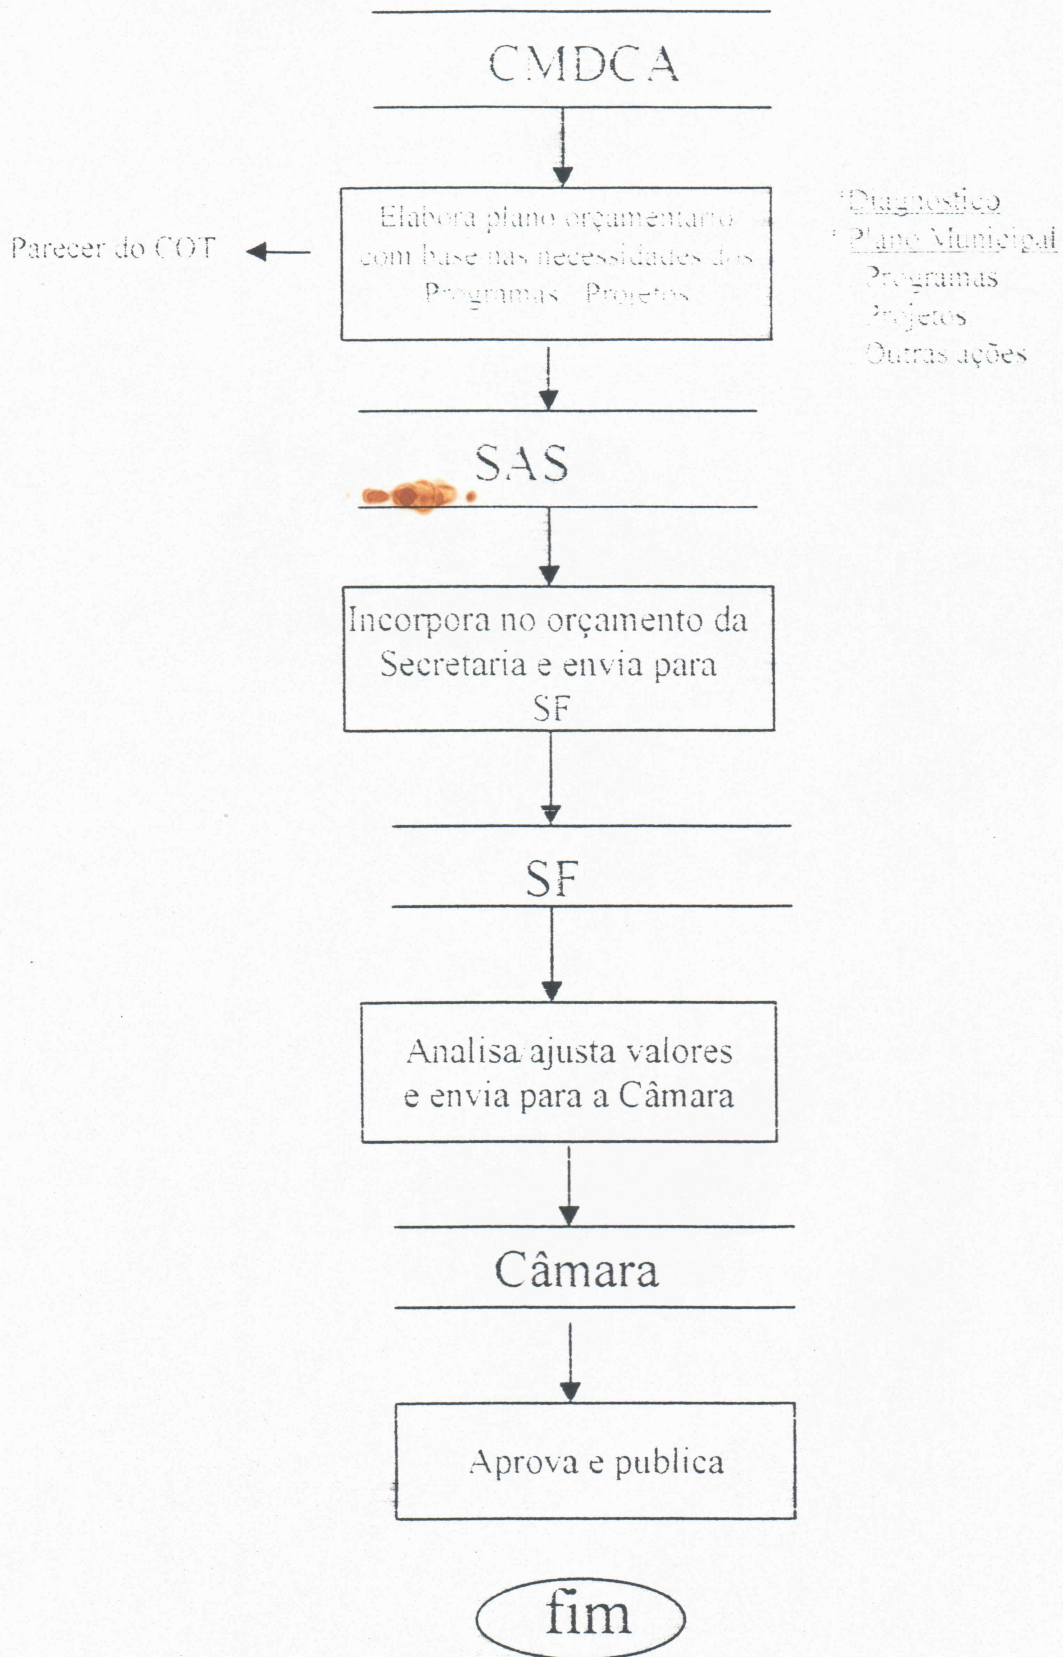 CMDCA
Elabora plano orçamentario
com base nas necessidades dos
Programas Projetos
Parecer do COT
*Diagnostico
* Plano Municipal
Programas
Projetos
Outras ações
SAS
Incorpora no orçamento da
Secretaria e envia para
SF
SF
Analisa/ajusta valores
e envia para a Câmara
Câmara
Aprova e publica
fim